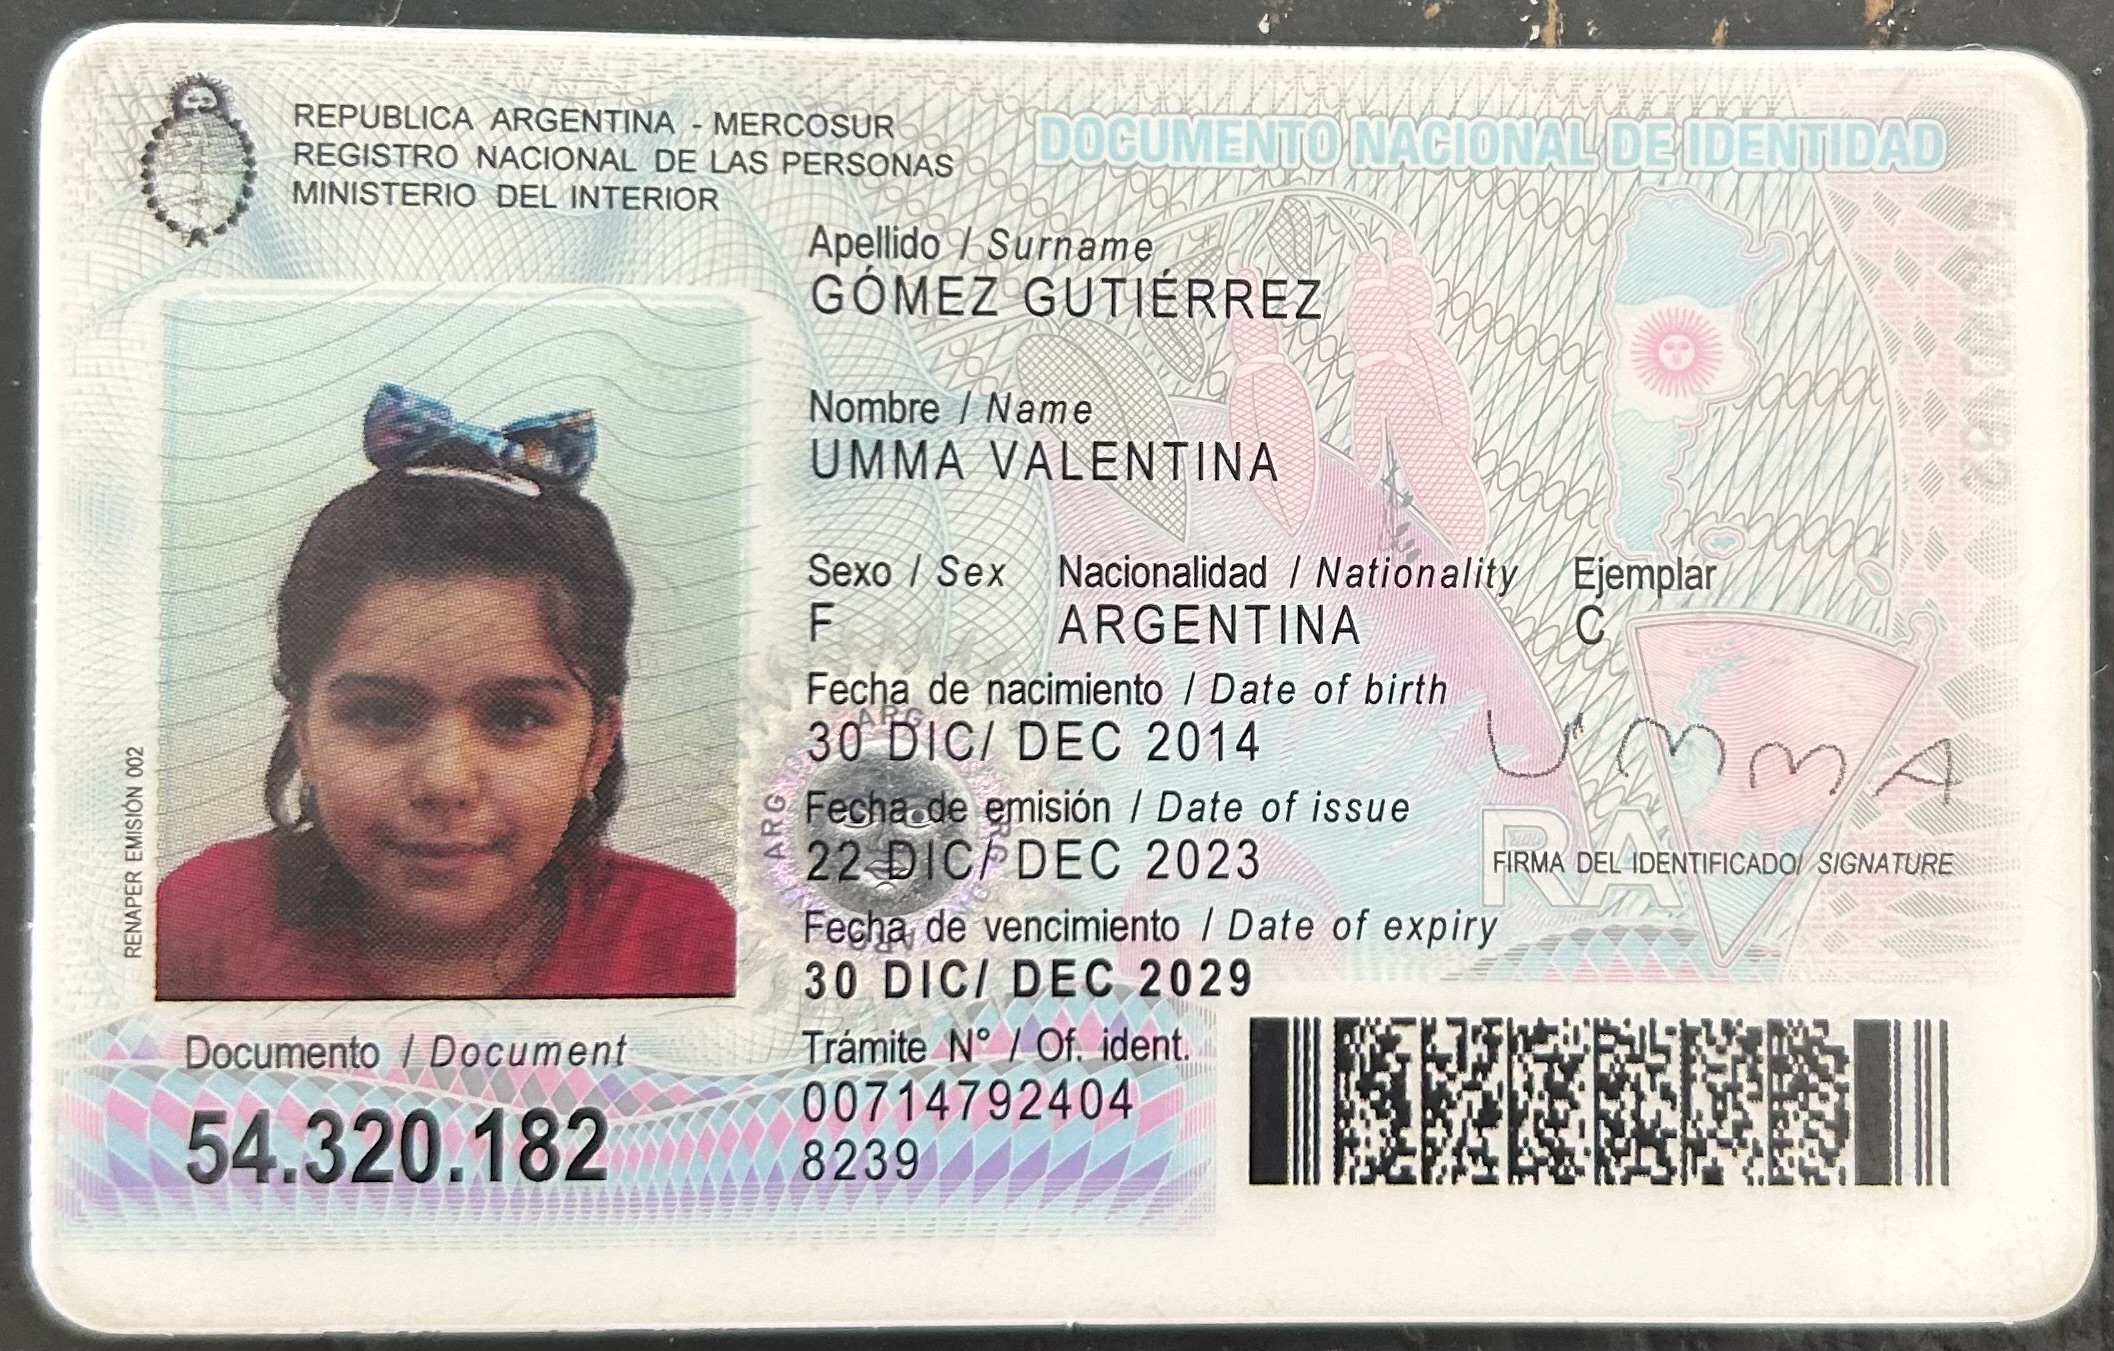 REPUBLICA ARGENTINA - MERCOSUR
REGISTRO NACIONAL DE LAS PERSONAS
MINISTERIO DEL INTERIOR
DOCUMENTO NACIONAL DE IDENTIDAD
Apellido / Surname
GÓMEZ GUTIÉRREZ
Nombre / Name
UMMA VALENTINA
Sexo / Sex Nacionalidad / Nationality Ejemplar
F ARGENTINA C
Fecha de nacimiento / Date of birth
30 DIC/ DEC 2014
Fecha de emisión / Date of issue
22 DIC/ DEC 2023
Fecha de vencimiento / Date of expiry
30 DIC/ DEC 2029
UMMA
RA
FIRMA DEL IDENTIFICADO/ SIGNATURE
RENAPER EMISIÓN 002
Documento / Document
54.320.182
Trámite N° / Of. ident.
00714792404
8239